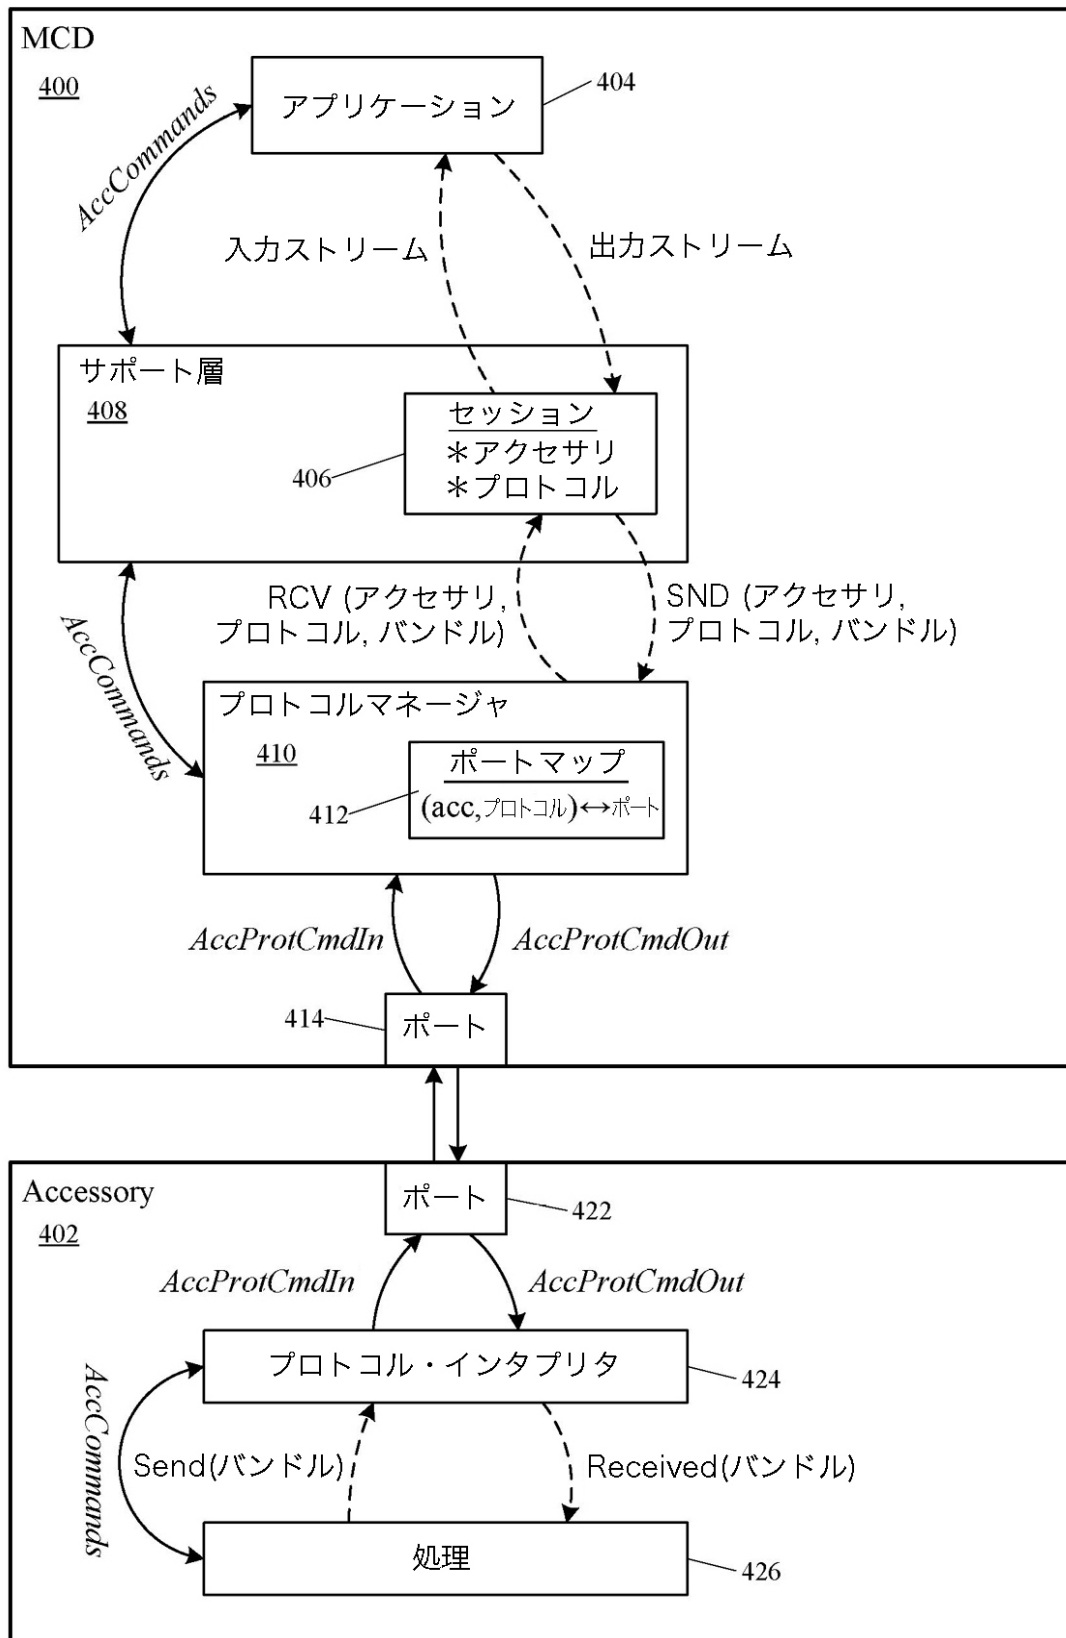 MCD
400
アプリケーション
404
AccCommands
入力ストリーム
出力ストリーム
サポート層
408
セッション
＊アクセサリ
＊プロトコル
406
RCV (アクセサリ,
プロトコル, バンドル)
SND (アクセサリ,
プロトコル, バンドル)
AccCommands
プロトコルマネージャ
410
ポートマップ
(acc,プロトコル)↔ポート
412
AccProtCmdIn
AccProtCmdOut
414
ポート
Accessory
402
ポート
422
AccProtCmdIn
AccProtCmdOut
プロトコル・インタプリタ
424
AccCommands
Send(バンドル)
Received(バンドル)
処理
426